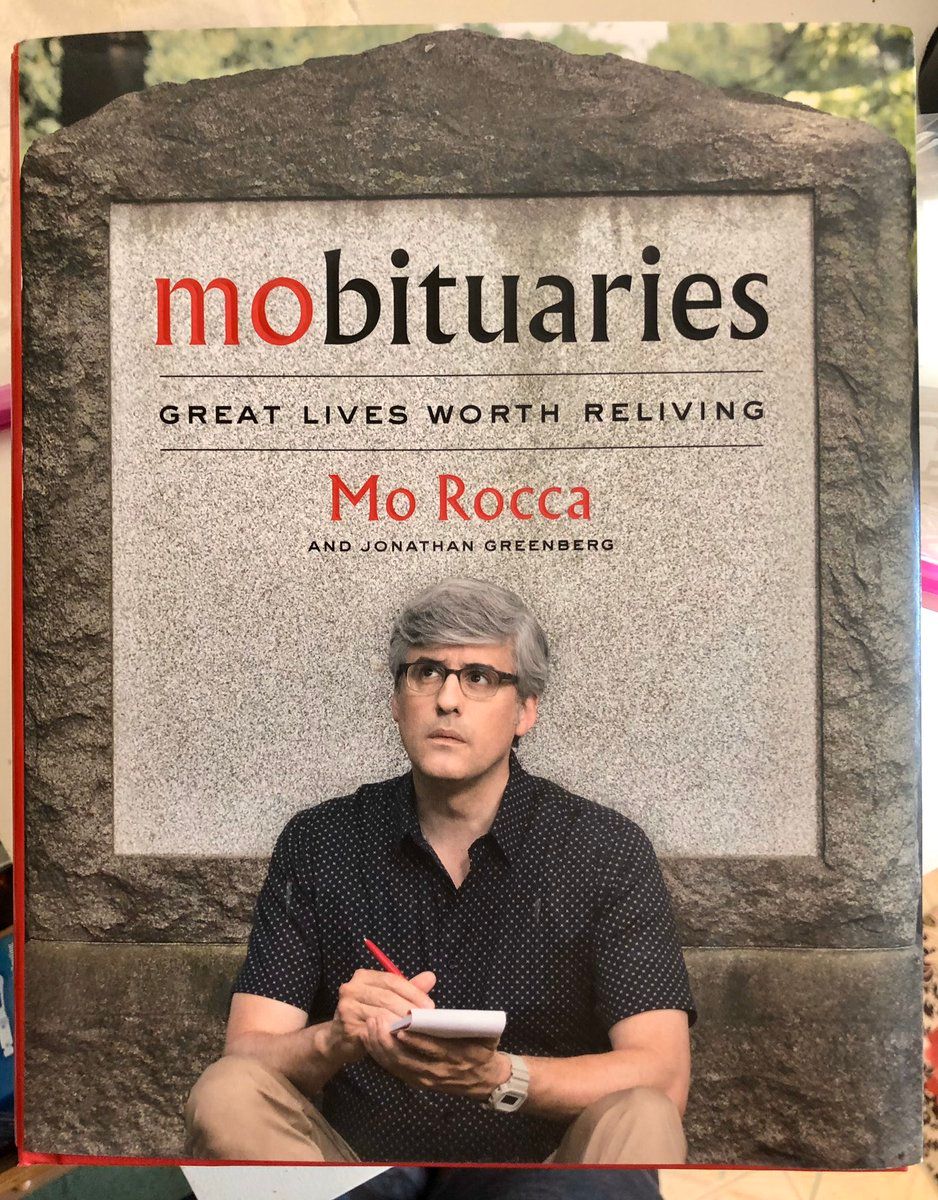 mobituaries
GREAT LIVES WORTH RELIVING
Mo Rocca
AND JONATHAN GREENBERG